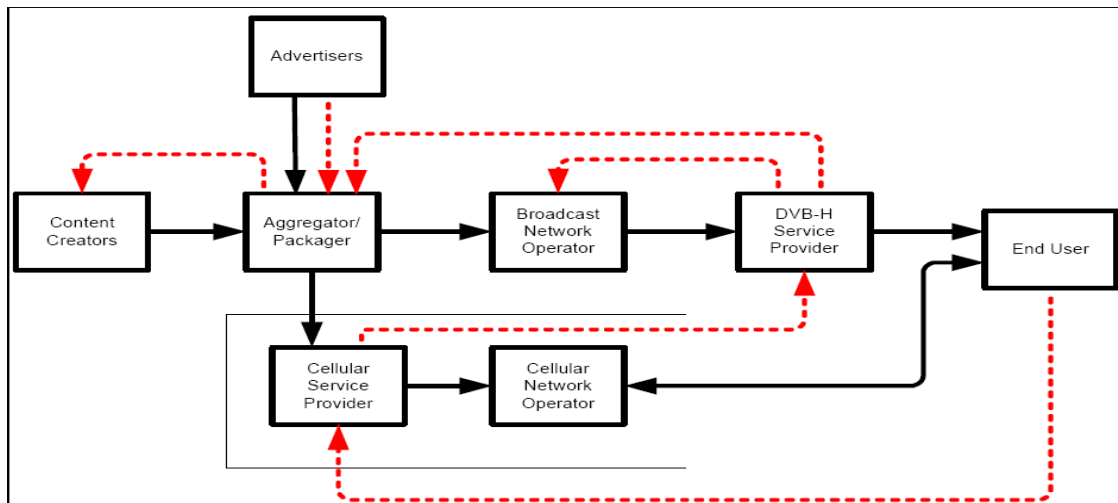 Advertisers
Content
Creators
Aggregator/
Packager
Broadcast
Network
Operator
DVB-H
Service
Provider
End User
Cellular
Service
Provider
Cellular
Network
Operator